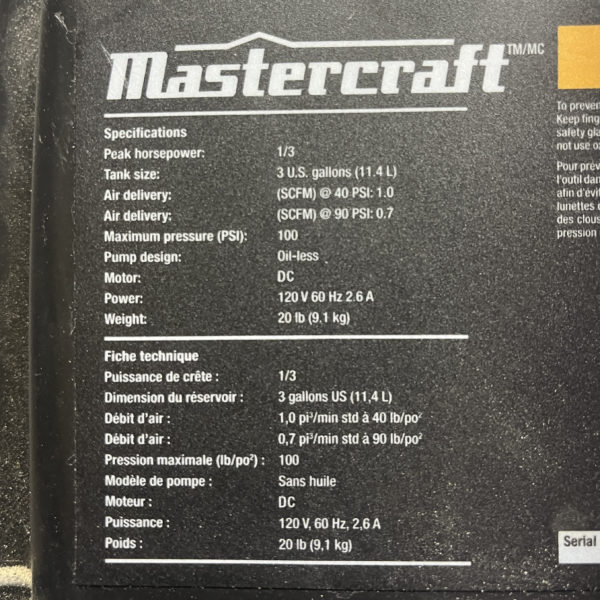 Mastercraft TM/MC
Specifications
Peak horsepower: 1/3
Tank size: 3 U.S. gallons (11.4 L)
Air delivery: (SCFM) @ 40 PSI: 1.0
Air delivery: (SCFM) @ 90 PSI: 0.7
Maximum pressure (PSI): 100
Pump design: Oil-less
Motor: DC
Power: 120 V 60 Hz 2.6 A
Weight: 20 lb (9.1 kg)
Fiche technique
Puissance de crête : 1/3
Dimension du réservoir : 3 gallons US (11,4 L)
Débit d'air : 1,0 pi³/min std à 40 lb/po²
Débit d'air : 0,7 pi³/min std à 90 lb/po²
Pression maximale (lb/po²) : 100
Modèle de pompe : Sans huile
Moteur : DC
Puissance : 120 V, 60 Hz, 2,6 A
Poids : 20 lb (9,1 kg)
To preven
Keep fing
safety gla
not use o
Pour prév
l'outil dan
afin d'évit
lunettes
des clous
pression
Serial